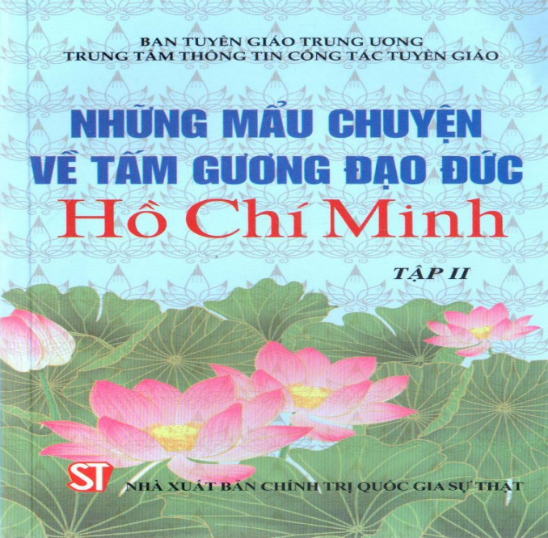 BAN TUYÊN GIÁO TRUNG ƯƠNG
TRUNG TÂM THÔNG TIN CÔNG TÁC TUYÊN GIÁO
NHỮNG MẨU CHUYỆN
VỀ TẤM GƯƠNG ĐẠO ĐỨC
Hồ Chí Minh
TẬP II
ST
NHÀ XUẤT BẢN CHÍNH TRỊ QUỐC GIA SỰ THẬT